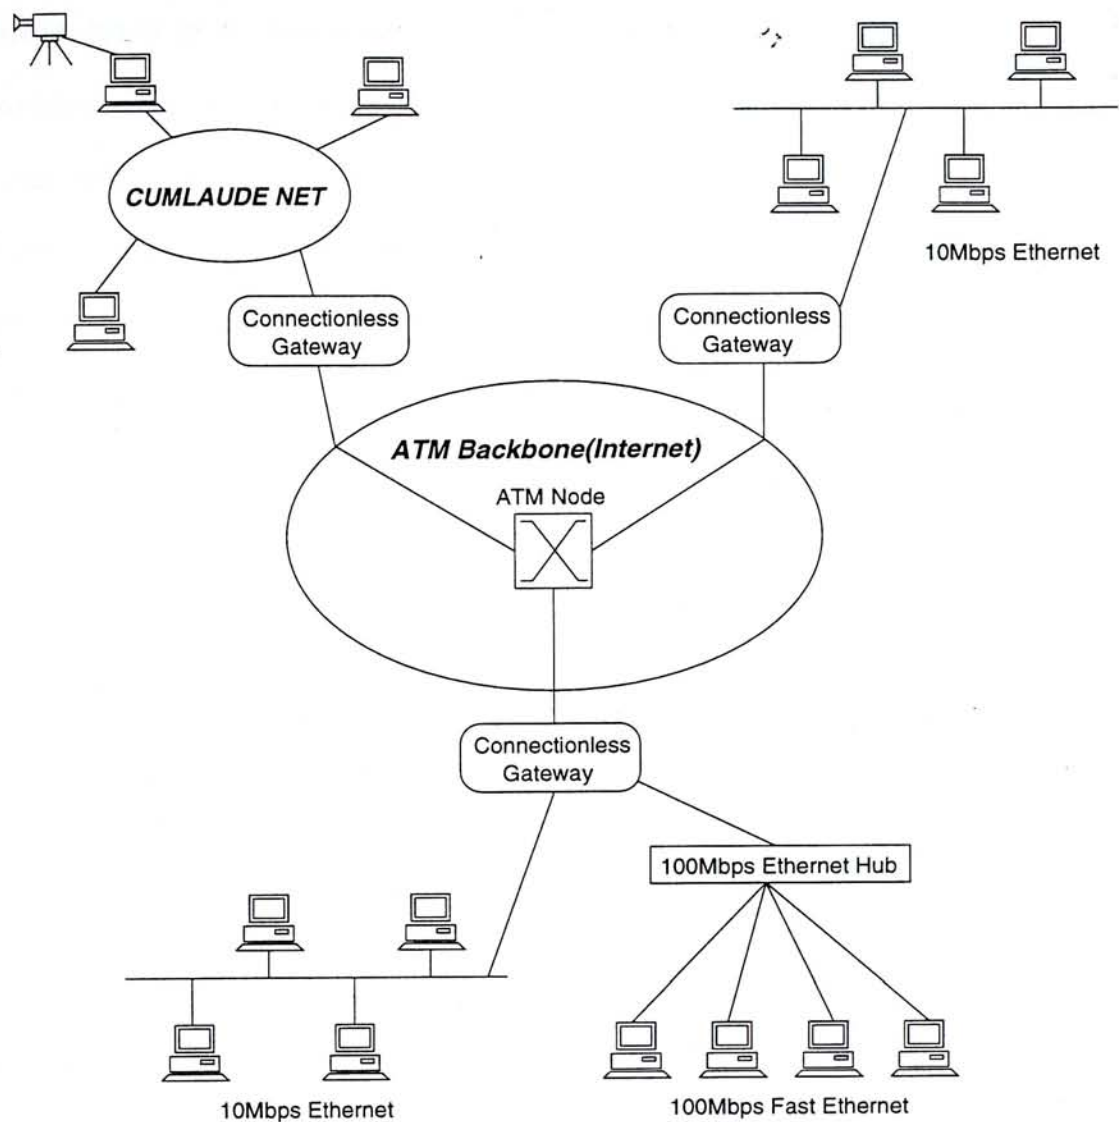 CUMLAUDE NET
10Mbps Ethernet
Connectionless
Gateway
Connectionless
Gateway
ATM Backbone(Internet)
ATM Node
Connectionless
Gateway
100Mbps Ethernet Hub
10Mbps Ethernet
100Mbps Fast Ethernet